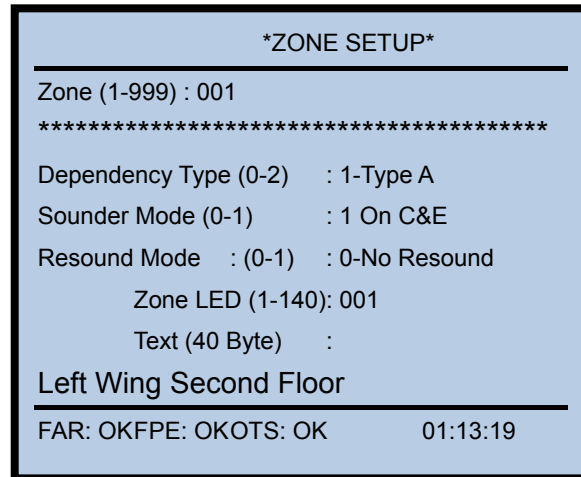 *ZONE SETUP*
Zone (1-999) : 001
*****************************************
Dependency Type (0-2) : 1-Type A
Sounder Mode (0-1) : 1 On C&E
Resound Mode : (0-1) : 0-No Resound
Zone LED (1-140): 001
Text (40 Byte) :
Left Wing Second Floor
FAR: OKFPE: OKOTS: OK 01:13:19